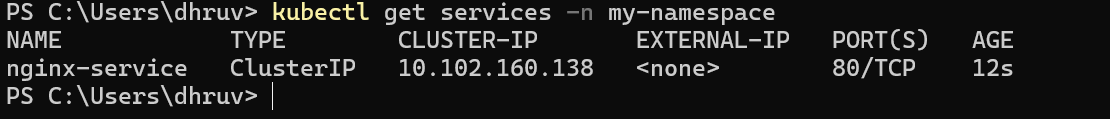 PS C:\Users\dhruv> kubectl get services -n my-namespace
NAME            TYPE        CLUSTER-IP       EXTERNAL-IP   PORT(S)   AGE
nginx-service   ClusterIP   10.102.160.138   <none>        80/TCP    12s
PS C:\Users\dhruv>